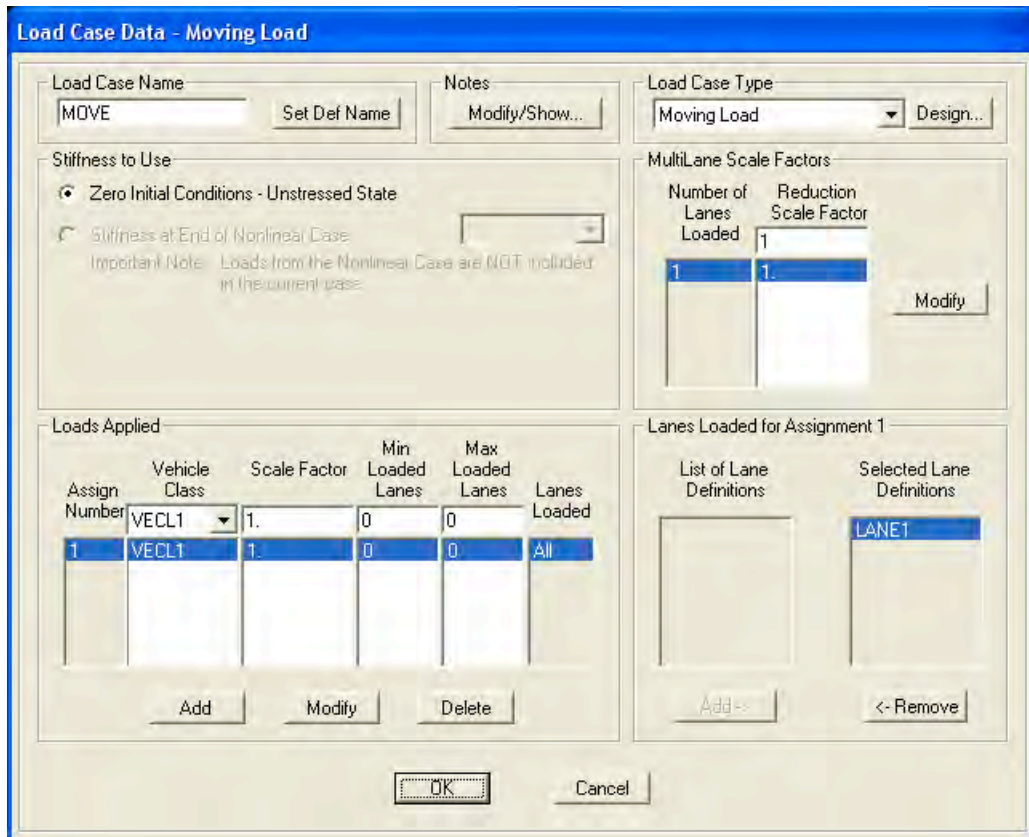 Load Case Data - Moving Load
Load Case Name
MOVE
Set Def Name
Notes
Modify/Show...
Load Case Type
Moving Load
Design...
Stiffness to Use
Zero Initial Conditions - Unstressed State
Stiffness at End of Nonlinear Case
Important Note: Loads from the Nonlinear Case are NOT included
in the current case
MultiLane Scale Factors
Number of
Lanes
Loaded
Reduction
Scale Factor
1
1 1.
Modify
Loads Applied
Assign
Number
Vehicle
Class
Scale Factor
Min
Loaded
Lanes
Max
Loaded
Lanes
Lanes
Loaded
VECL1 1. 0 0
1 VECL1 1. 0 0 All
Add
Modify
Delete
Lanes Loaded for Assignment 1
List of Lane
Definitions
Selected Lane
Definitions
LANE1
Add ->
<- Remove
OK
Cancel